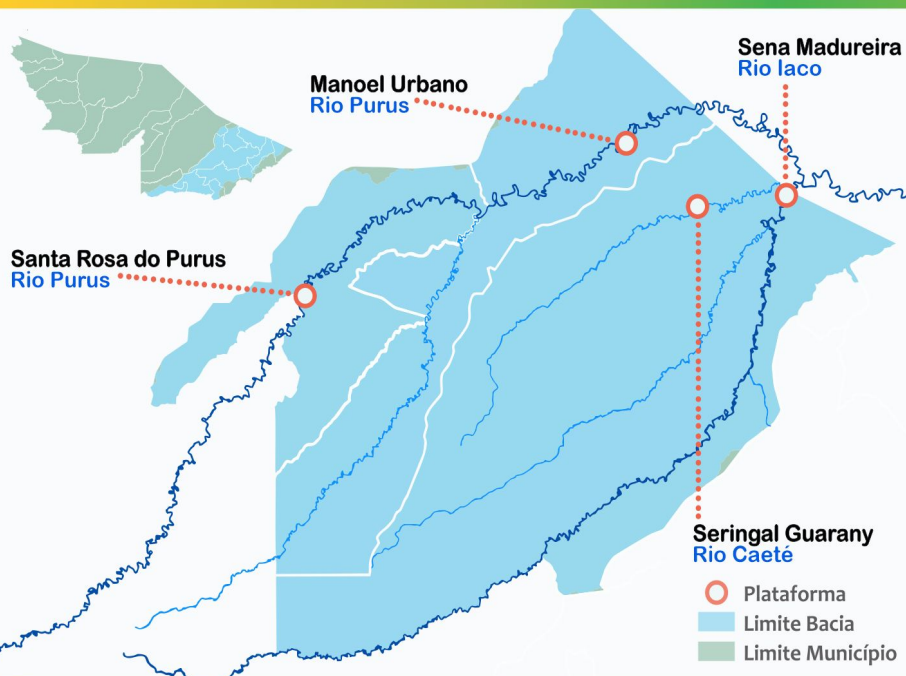 Sena Madureira
Rio Iaco
Manoel Urbano
Rio Purus
Santa Rosa do Purus
Rio Purus
Seringal Guarany
Rio Caeté
Plataforma
Limite Bacia
Limite Município